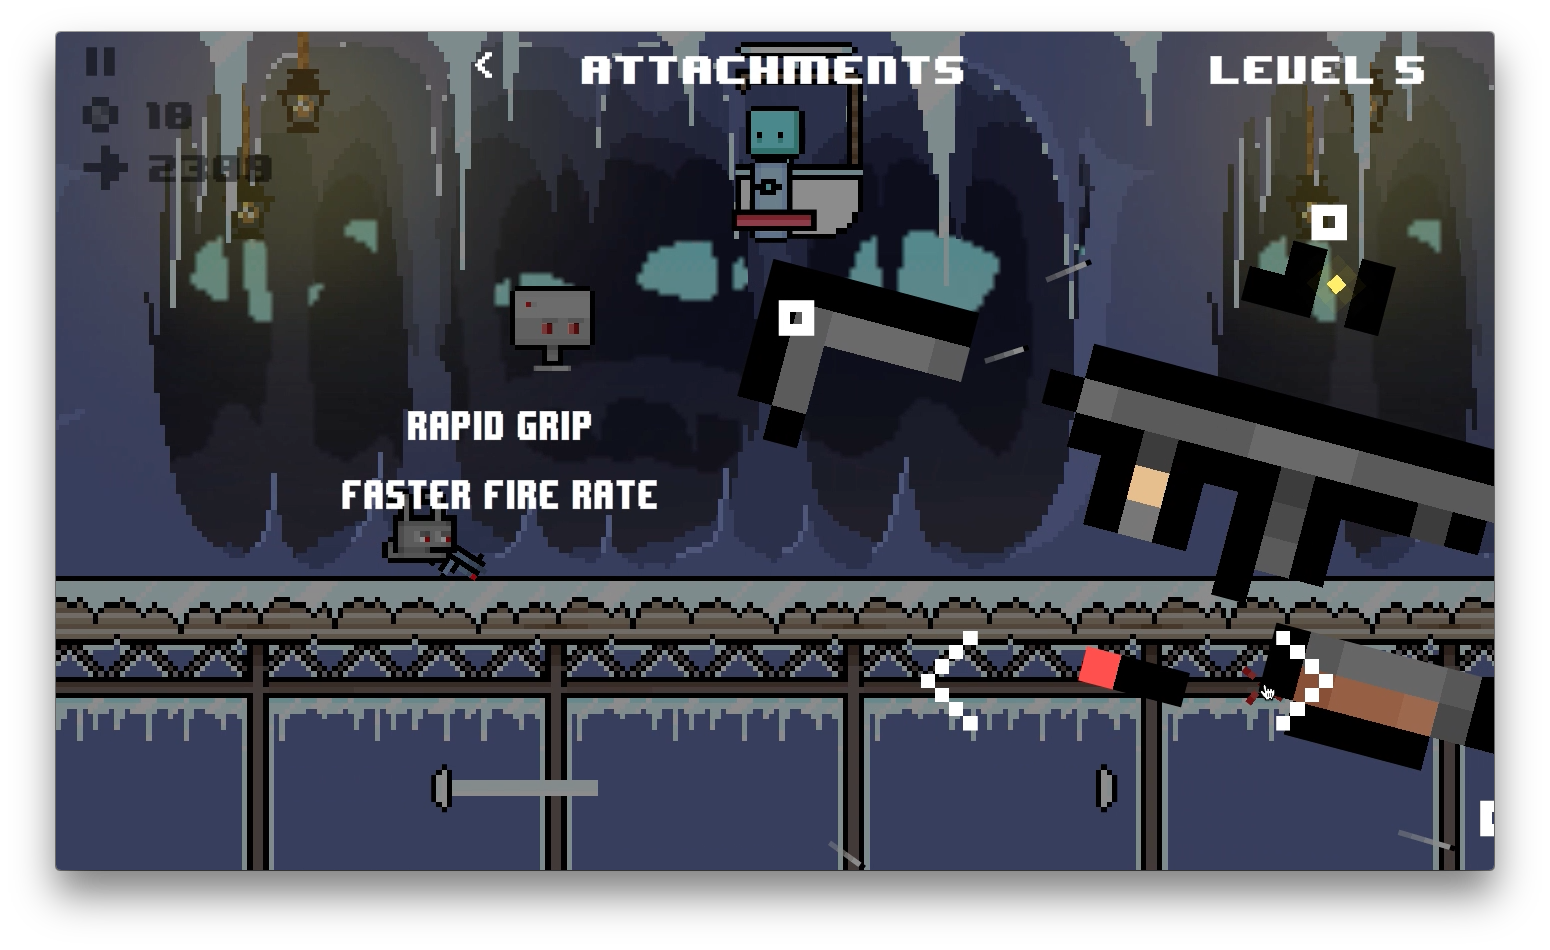 ATTACHMENTS
LEVEL 5
18
RAPID GRIP
FASTER FIRE RATE